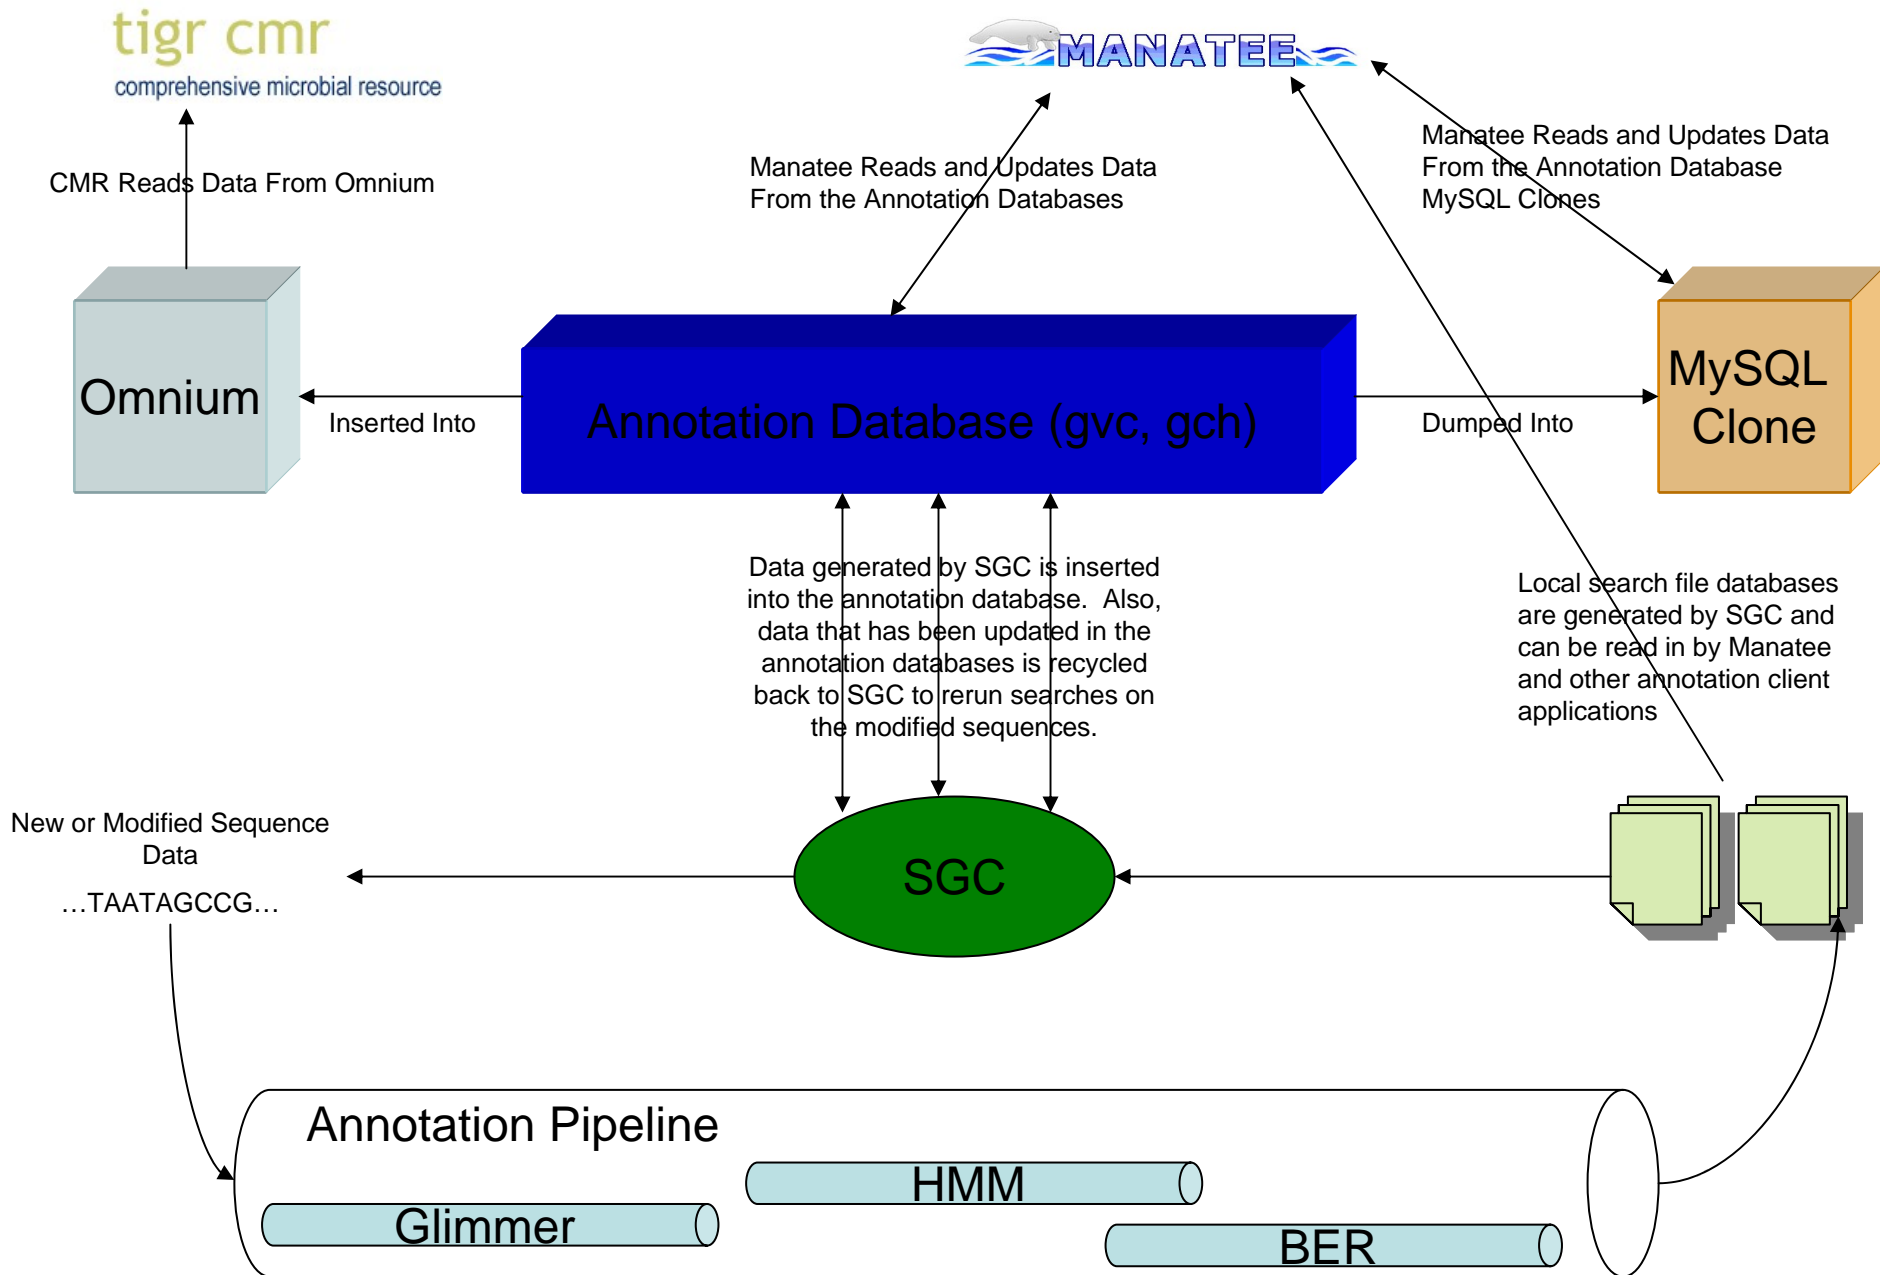 tigr cmr
comprehensive microbial resource
MANATEE
CMR Reads Data From Omnium
Manatee Reads and Updates Data
From the Annotation Databases
Manatee Reads and Updates Data
From the Annotation Database
MySQL Clones
Omnium
Inserted Into
Annotation Database (gvc, gch)
Dumped Into
MySQL
Clone
Data generated by SGC is inserted
into the annotation database.  Also,
data that has been updated in the
annotation databases is recycled
back to SGC to rerun searches on
the modified sequences.
Local search file databases
are generated by SGC and
can be read in by Manatee
and other annotation client
applications
New or Modified Sequence
Data
…TAATAGCCG…
SGC
Annotation Pipeline
HMM
Glimmer
BER